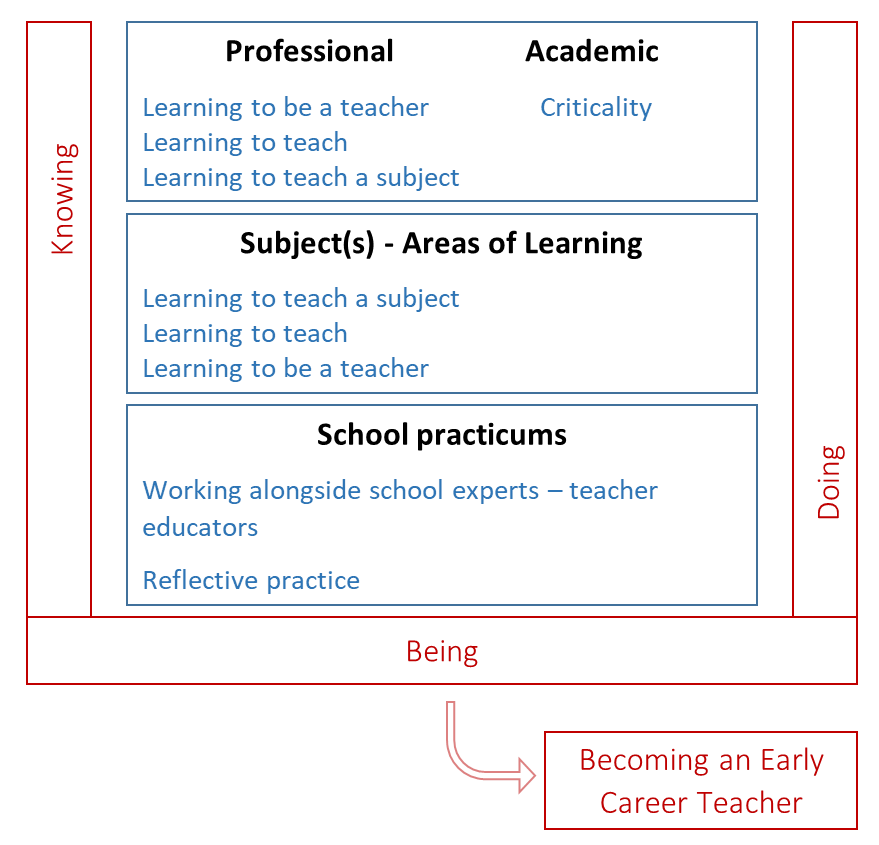 Knowing
Professional
Academic
Learning to be a teacher
Criticality
Learning to teach
Learning to teach a subject
Subject(s) - Areas of Learning
Learning to teach a subject
Learning to teach
Learning to be a teacher
School practicums
Working alongside school experts – teacher
educators
Reflective practice
Doing
Being
Becoming an Early
Career Teacher